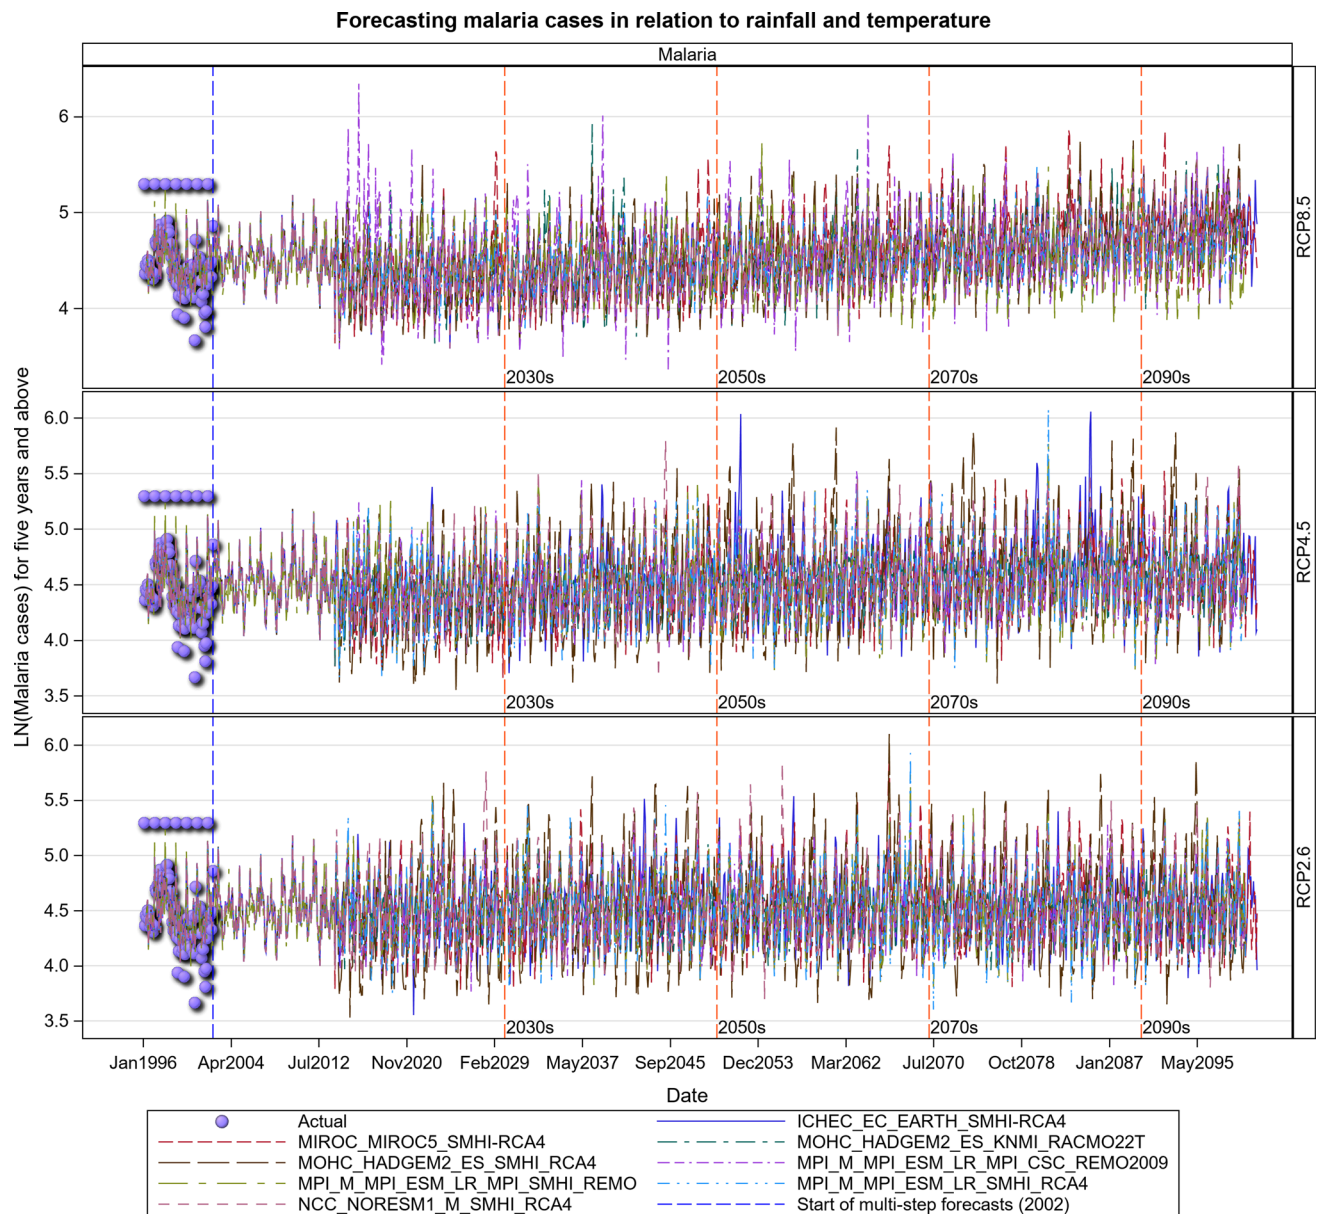 Forecasting malaria cases in relation to rainfall and temperature
Malaria
LN(Malaria cases) for five years and above
6
5
4
2030s
2050s
2070s
2090s
RCP8.5
6.0
5.5
5.0
4.5
4.0
3.5
2030s
2050s
2070s
2090s
RCP4.5
6.0
5.5
5.0
4.5
4.0
3.5
2030s
2050s
2070s
2090s
RCP2.6
Jan1996 Apr2004 Jul2012 Nov2020 Feb2029 May2037 Sep2045 Dec2053 Mar2062 Jul2070 Oct2078 Jan2087 May2095
Date
Actual
ICHEC_EC_EARTH_SMHI-RCA4
MIROC_MIROC5_SMHI-RCA4
MOHC_HADGEM2_ES_KNMI_RACMO22T
MOHC_HADGEM2_ES_SMHI_RCA4
MPI_M_MPI_ESM_LR_MPI_CSC_REMO2009
MPI_M_MPI_ESM_LR_MPI_SMHI_REMO
MPI_M_MPI_ESM_LR_SMHI_RCA4
NCC_NORESM1_M_SMHI_RCA4
Start of multi-step forecasts (2002)